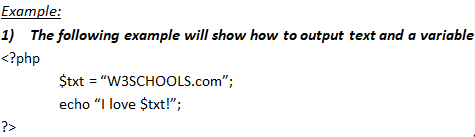 Example:
1) The following example will show how to output text and a variable
<?php
$txt = “W3SCHOOLS.com”;
echo “I love $txt!”;
?>